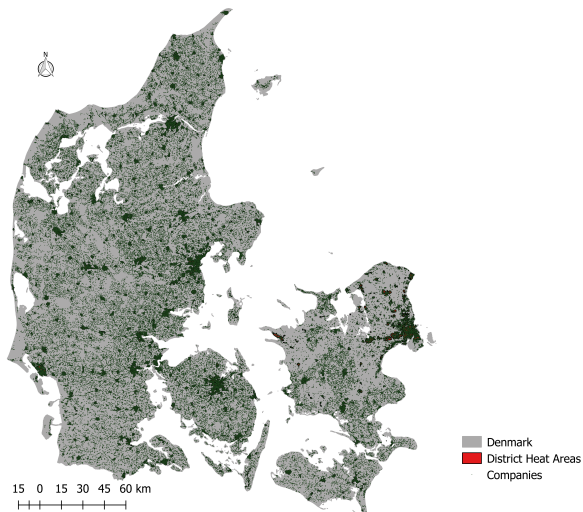 N
Denmark
District Heat Areas
Companies
15 0 15 30 45 60 km